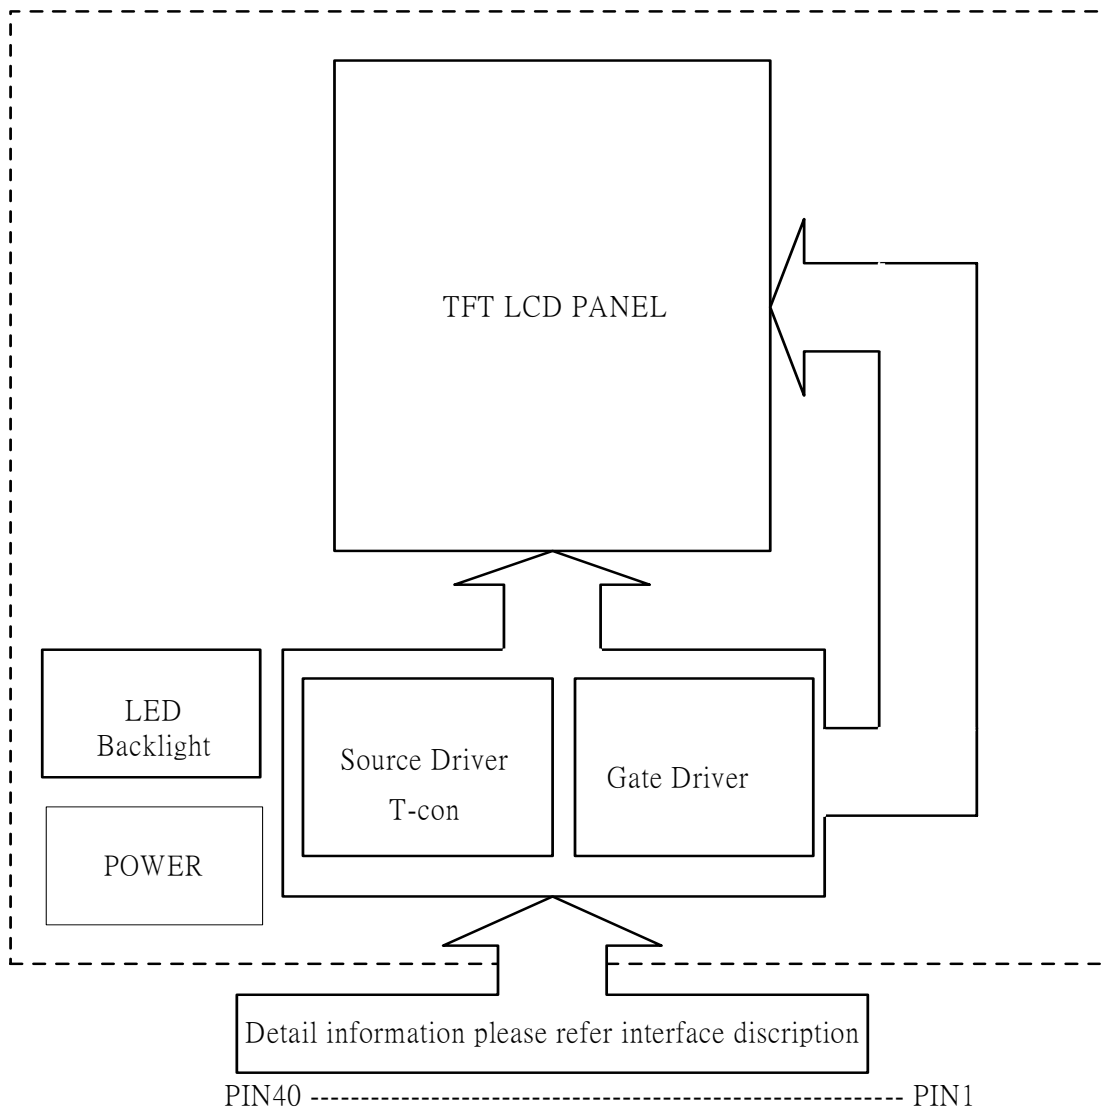 TFT LCD PANEL
LED
Backlight
Source Driver
T-con
Gate Driver
POWER
Detail information please refer interface discription
PIN40 ------------------------------------------------------------ PIN1